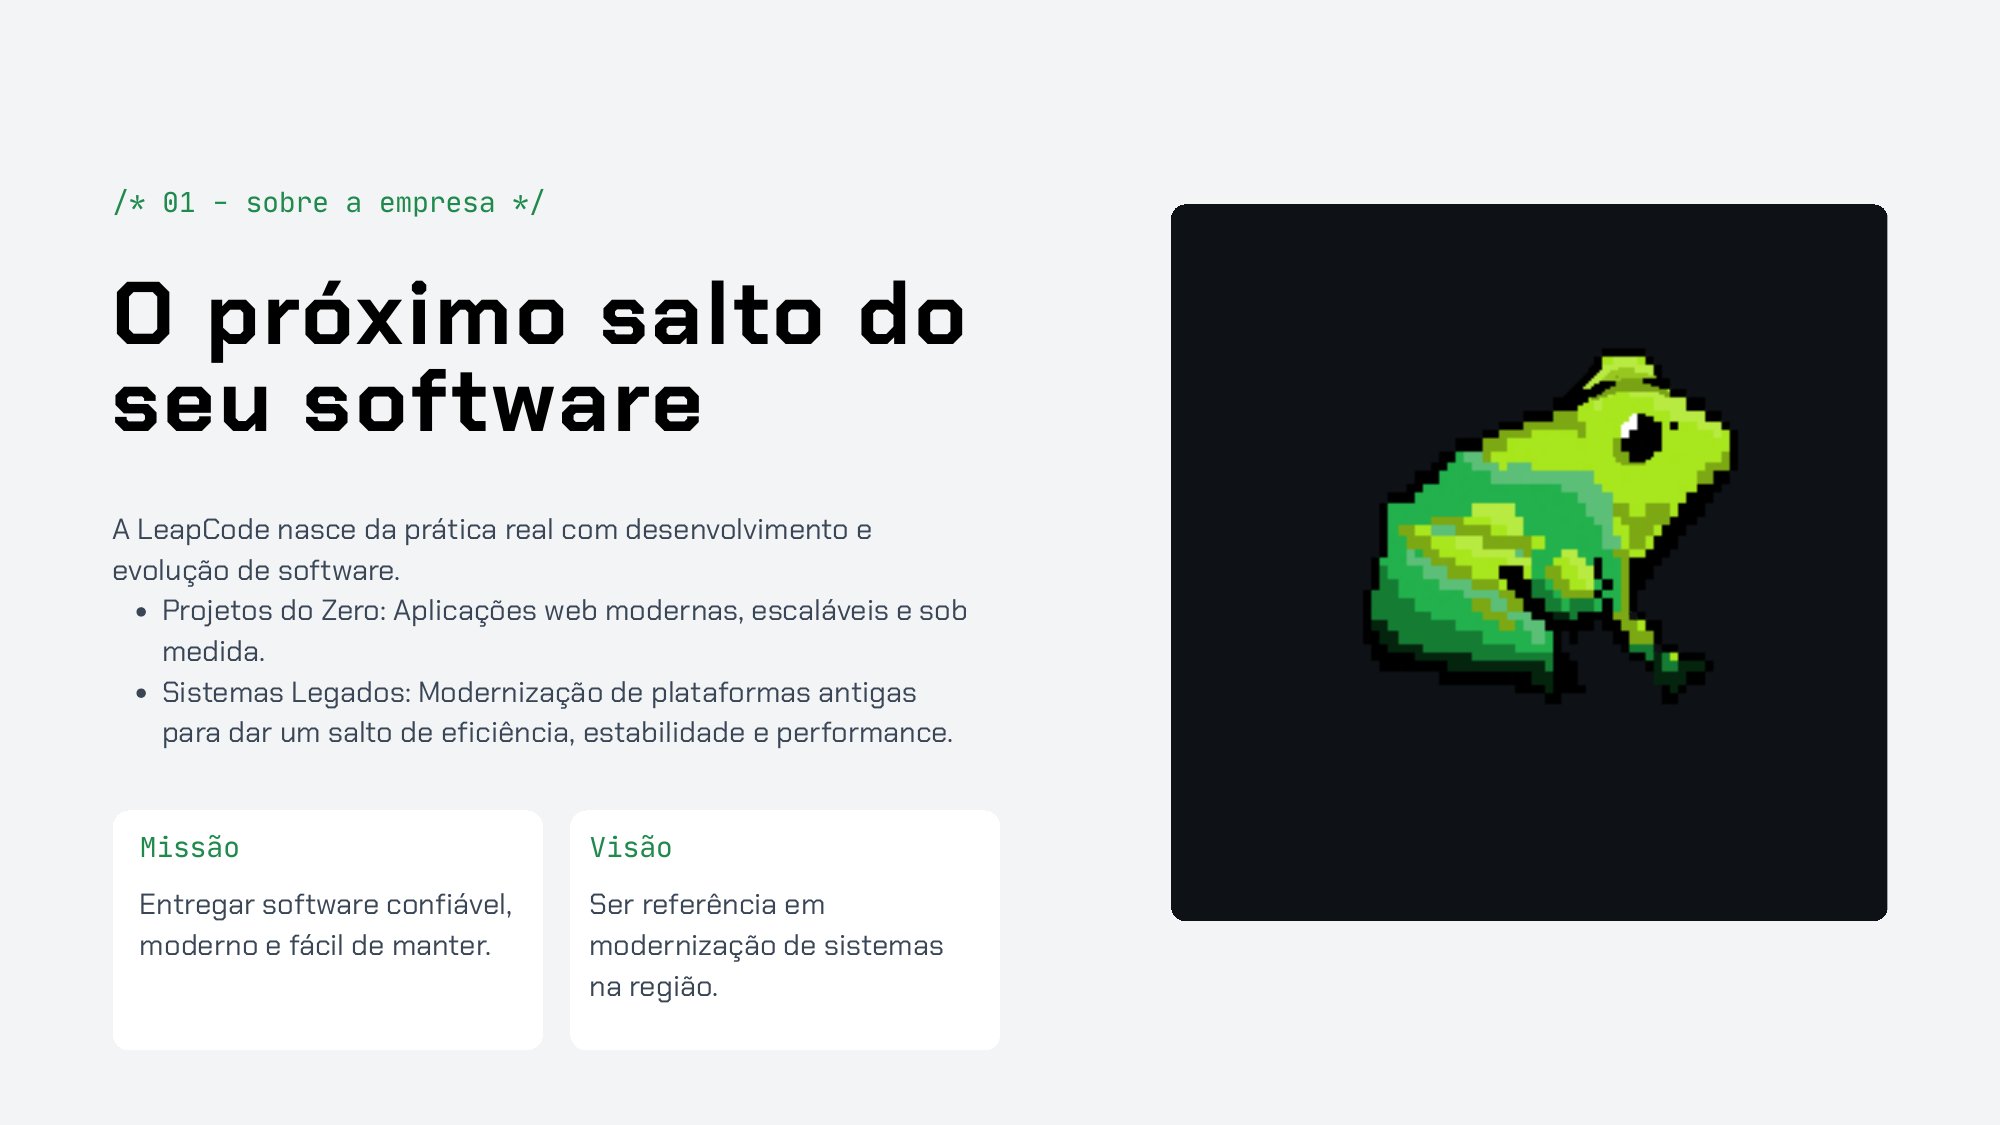 /* 01 - sobre a empresa */
O próximo salto do
seu software
A LeapCode nasce da prática real com desenvolvimento e
evolução de software.
• Projetos do Zero: Aplicações web modernas, escaláveis e sob
medida.
• Sistemas Legados: Modernização de plataformas antigas
para dar um salto de eficiência, estabilidade e performance.
Missão
Entregar software confiável,
moderno e fácil de manter.
Visão
Ser referência em
modernização de sistemas
na região.